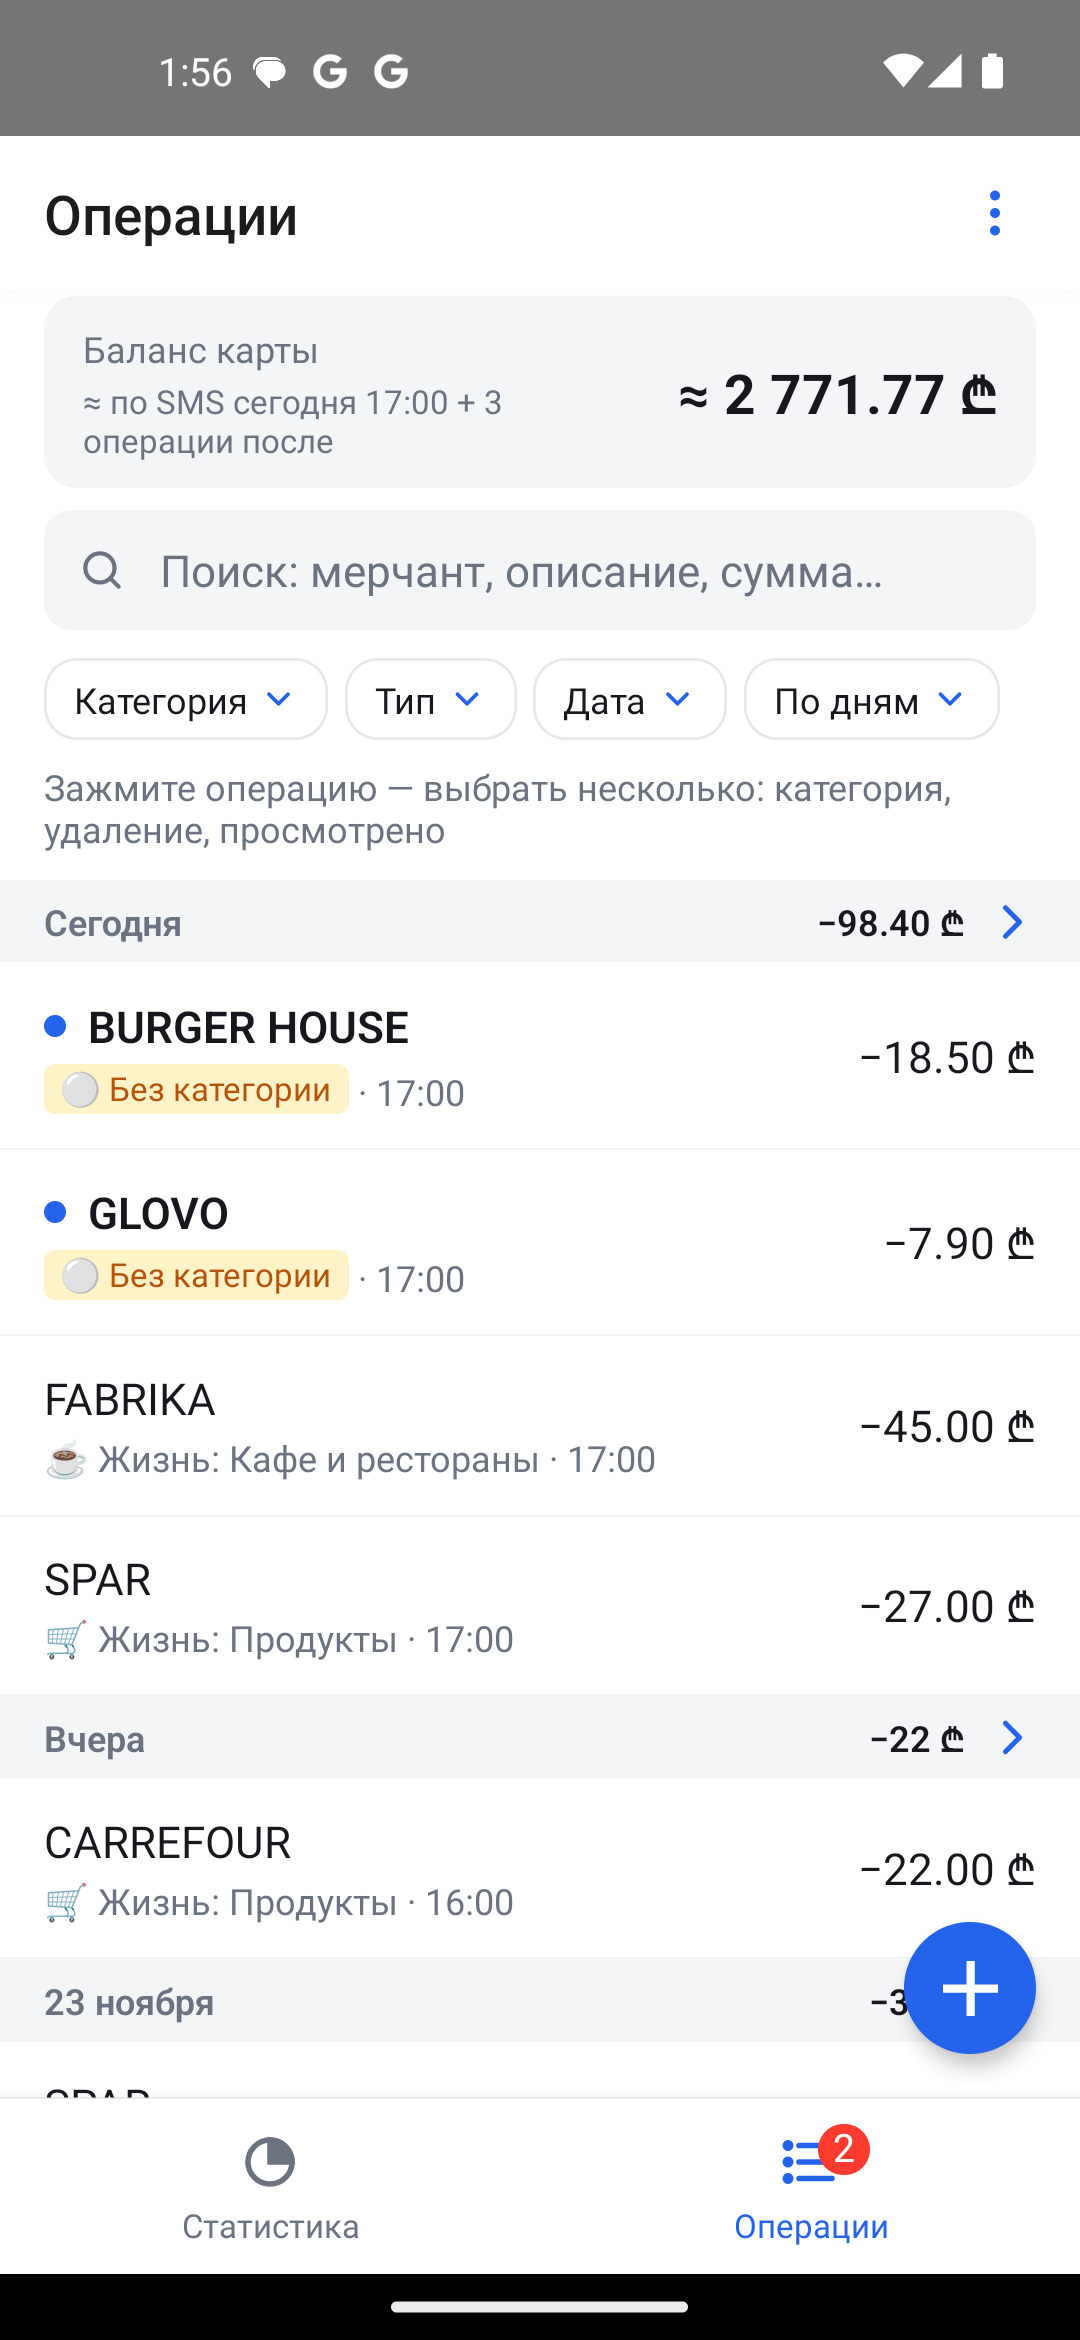 1:56
Операции
Баланс карты
≈ по SMS сегодня 17:00 + 3
операции после
≈ 2 771.77 ₾
Поиск: мерчант, описание, сумма…
Категория
Тип
Дата
По дням
Зажмите операцию — выбрать несколько: категория,
удаление, просмотрено
Сегодня
−98.40 ₾
BURGER HOUSE
Без категории · 17:00
−18.50 ₾
GLOVO
Без категории · 17:00
−7.90 ₾
FABRIKA
Жизнь: Кафе и рестораны · 17:00
−45.00 ₾
SPAR
Жизнь: Продукты · 17:00
−27.00 ₾
Вчера
−22 ₾
CARREFOUR
Жизнь: Продукты · 16:00
−22.00 ₾
23 ноября
−3
SPAR
Статистика
2
Операции